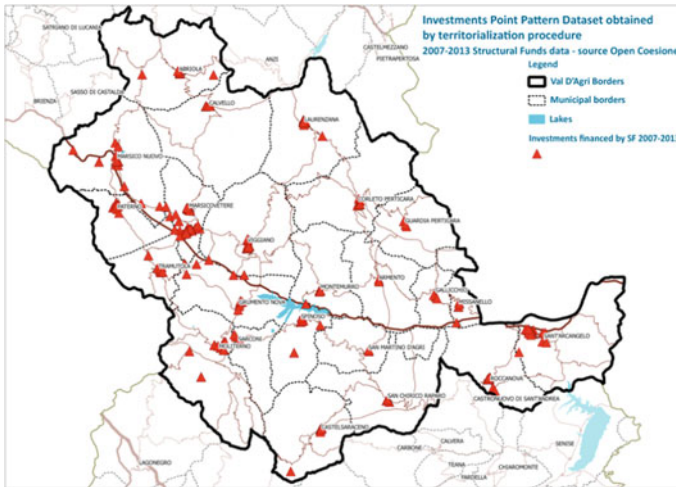 Investments Point Pattern Dataset obtained
by territorialization procedure
2007-2013 Structural Funds data - source Open Coesione
Legend
Val D'Agri Borders
Municipal borders
Lakes
Investments financed by SF 2007-2013
SATRIANO DI LUCANI
CASTELMEZZANO
PIETRAPERTOSA
ANZI
SASSO DI CASTALDA
BRIENZA
ABRIOLA
CALVELLO
LAURENZANA
MARSICO NUOVO
PATERNO
MARSICOVETERE
CORLETO PERTICARA
GUARDIA PERTICARA
VIGGIANO
TRAMUTOLA
ARMENTO
MONTEMURRO
GALLICCHIO
MISSANELLO
GRUMENTO NOVA
SPINOSO
SANT'ARCANGELO
SARCONI
MOLITERNO
SAN MARTINO D'AGRI
ROCCANOVA
CASTRONUOVO DI SANT'ANDREA
SAN CHIRICO RAPARO
CASTELSARACENO
CARBONE
CALVERA
SENISE
TEANA
CHIAROMONTE
FARDELLA
LAGONEGRO